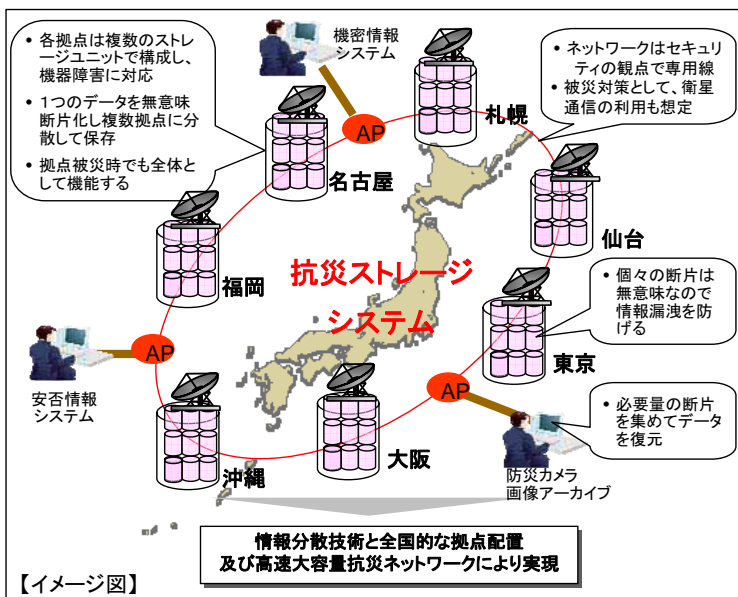 • 各拠点は複数のストレ
ージユニットで構成し、
機器障害に対応
• １つのデータを無意味
断片化し複数拠点に分
散して保存
• 拠点被災時でも全体と
して機能する
機密情報
システム
AP
札幌
• ネットワークはセキュリ
ティの観点で専用線
• 被災対策として、衛星
通信の利用も想定
名古屋
仙台
福岡
抗災ストレージ
システム
• 個々の断片は
無意味なので
情報漏洩を防
げる
東京
AP
安否情報
システム
AP
• 必要量の断片
を集めてデータ
を復元
沖縄
大阪
防災カメラ
画像アーカイブ
情報分散技術と全国的な拠点配置
及び高速大容量抗災ネットワークにより実現
【イメージ図】